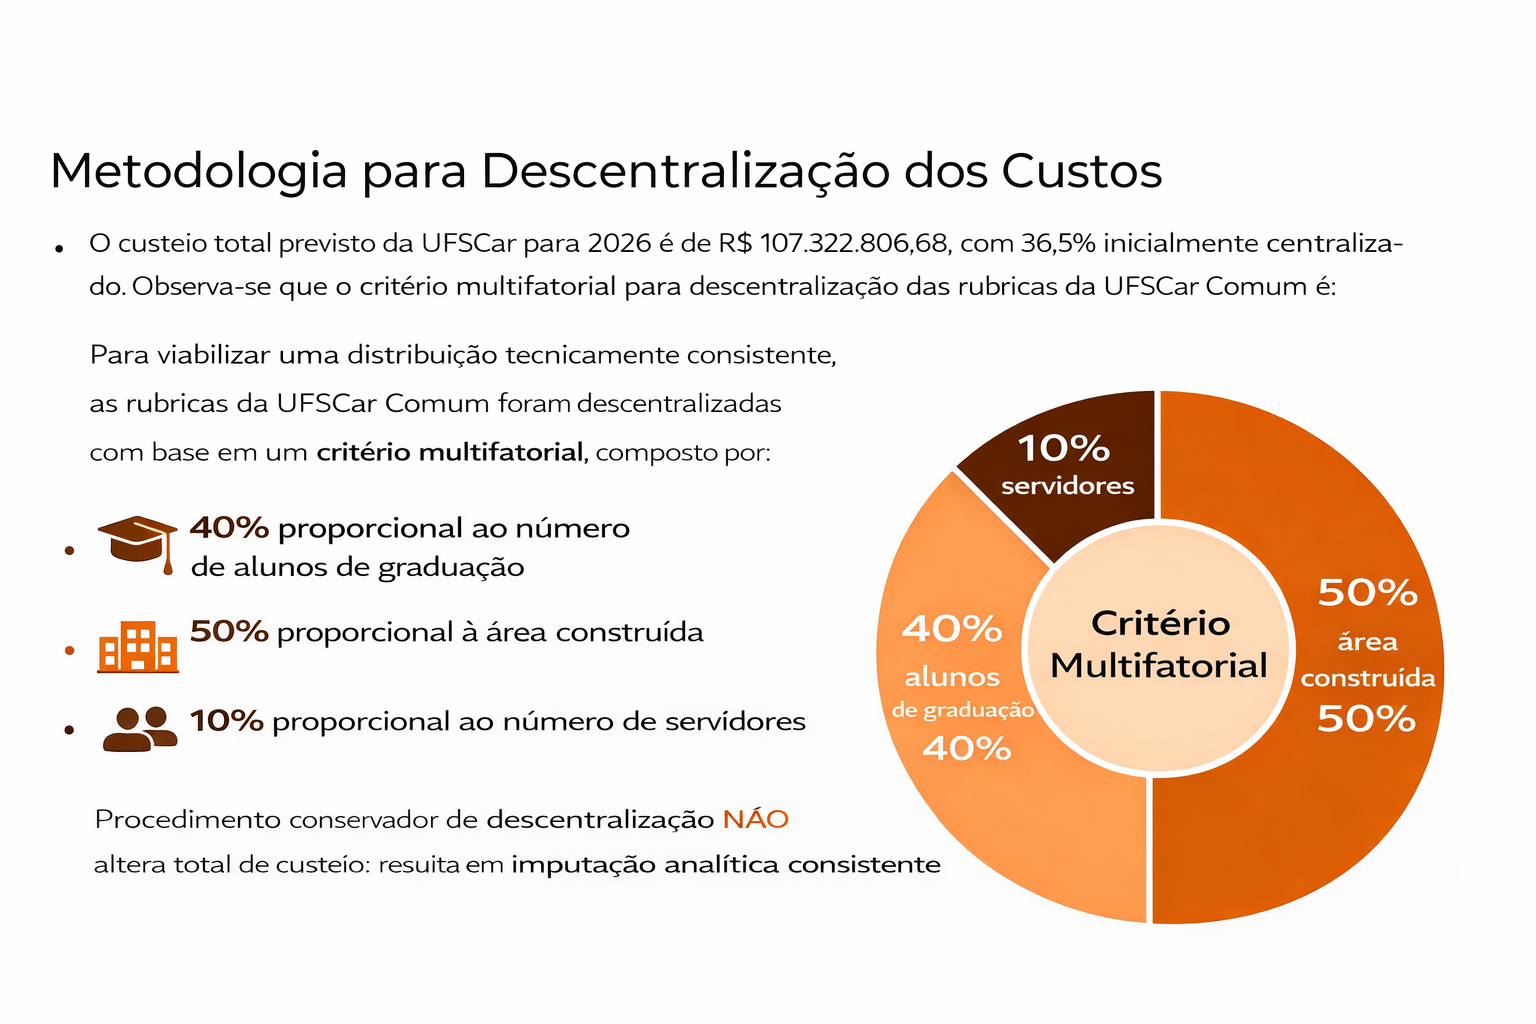 Metodologia para Descentralização dos Custos
• O custeio total previsto da UFSCar para 2026 é de R$ 107.322.806,68, com 36,5% inicialmente centraliza-
do. Observa-se que o critério multifatorial para descentralização das rubricas da UFSCar Comum é:
Para viabilizar uma distribuição tecnicamente consistente,
as rubricas da UFSCar Comum foram descentralizadas
com base em um critério multifatorial, composto por:
• 40% proporcional ao número
de alunos de graduação
• 50% proporcional à área construída
• 10% proporcional ao número de servídores
Procedimento conservador de descentralização NÁO
altera total de custeío: resuita em imputação analítica consistente
10%
servidores
40%
alunos
de graduação
40%
Critério
Multifatorial
50%
área
construída
50%